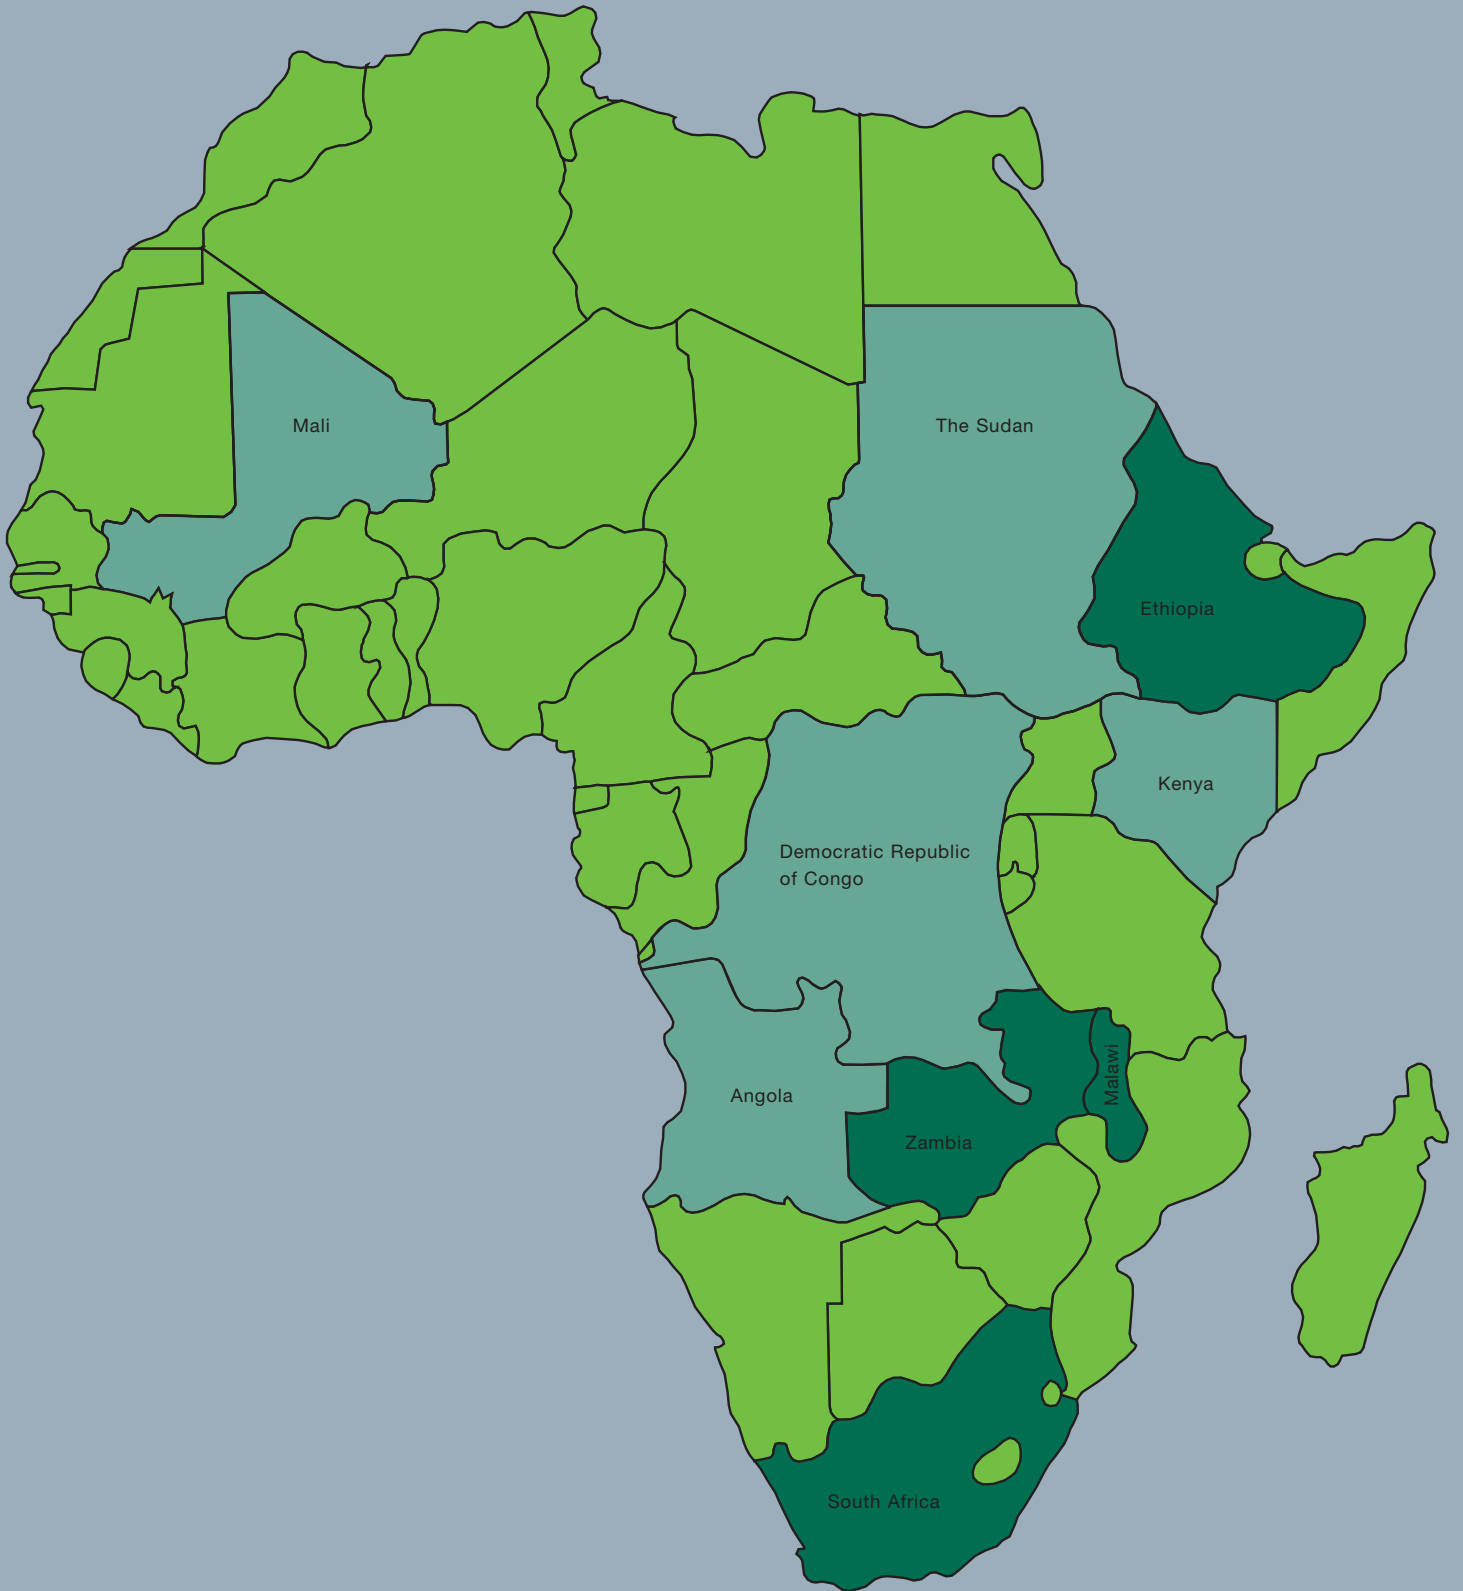 Mali
The Sudan
Ethiopia
Kenya
Democratic Republic
of Congo
Malawi
Angola
Zambia
South Africa